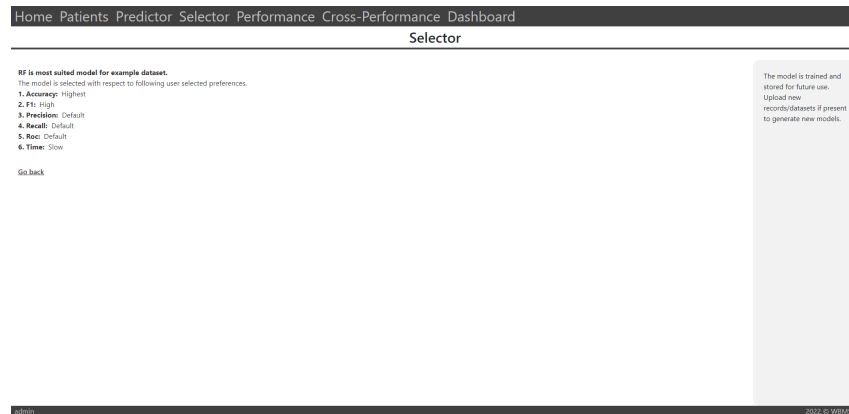 Home Patients Predictor Selector Performance Cross-Performance Dashboard
Selector
RF is most suited model for example dataset.
The model is selected with respect to following user selected preferences.
1. Accuracy: Highest
2. F1: High
3. Precision: Default
4. Recall: Default
5. Roc: Default
6. Time: Slow
Go back
The model is trained and
stored for future use.
Upload new
records/datasets if present
to generate new models.
admin
2022 ©